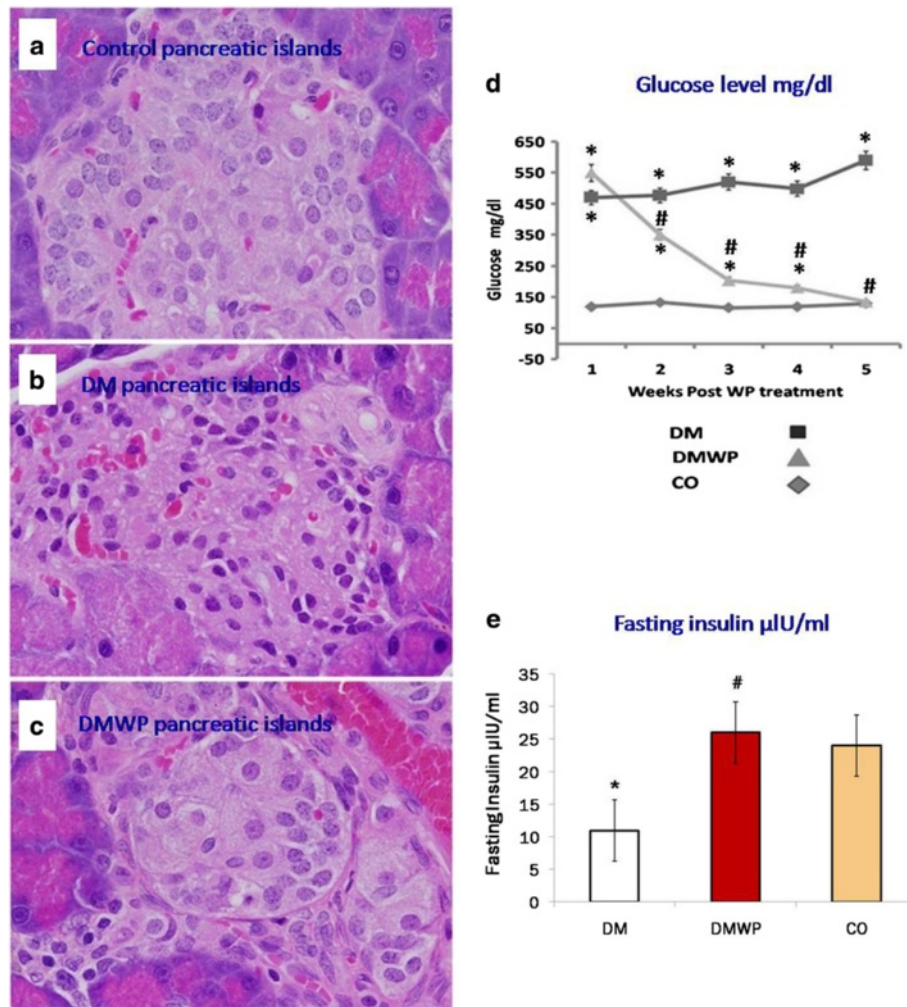 a
Control pancreatic islands
b
DM pancreatic islands
c
DMWP pancreatic islands
d
Glucose level mg/dl
Glucose mg/dl
650
550
450
350
250
150
50
-50
* * * * *
* # # # #
* * *
1 2 3 4 5
Weeks Post WP treatment
DM
DMWP
CO
e
Fasting insulin µIU/ml
Fasting Insulin µIU/ml
35
30
25
20
15
10
5
0
*
#
DM DMWP CO